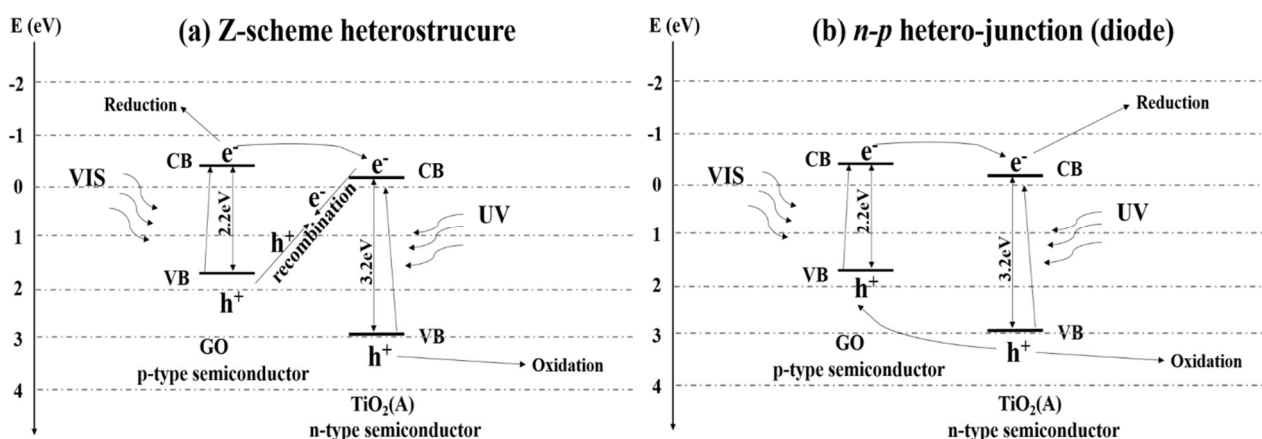 E (eV)
(a) Z-scheme heterostrucure
-2
-1
0
1
2
3
4
Reduction
e-
CB
VIS
2.2eV
VB
h+
GO
p-type semiconductor
e-
h+
recombination
e-
CB
UV
3.2eV
VB
h+
Oxidation
TiO2(A)
n-type semiconductor
E (eV)
(b) n-p hetero-junction (diode)
-2
-1
0
1
2
3
4
Reduction
e-
CB
VIS
2.2eV
VB
h+
GO
p-type semiconductor
e-
CB
UV
3.2eV
VB
h+
Oxidation
TiO2(A)
n-type semiconductor